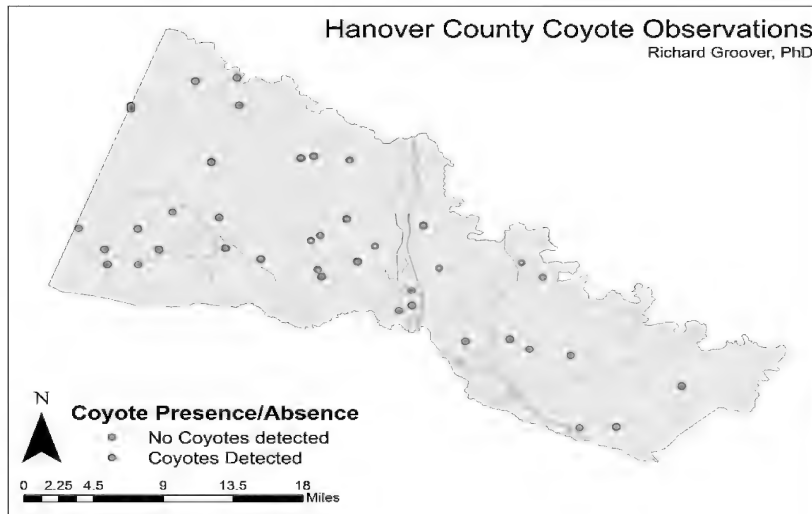 Hanover County Coyote Observations
Richard Groover, PhD
N
Coyote Presence/Absence
No Coyotes detected
Coyotes Detected
0 2.25 4.5 9 13.5 18
Miles